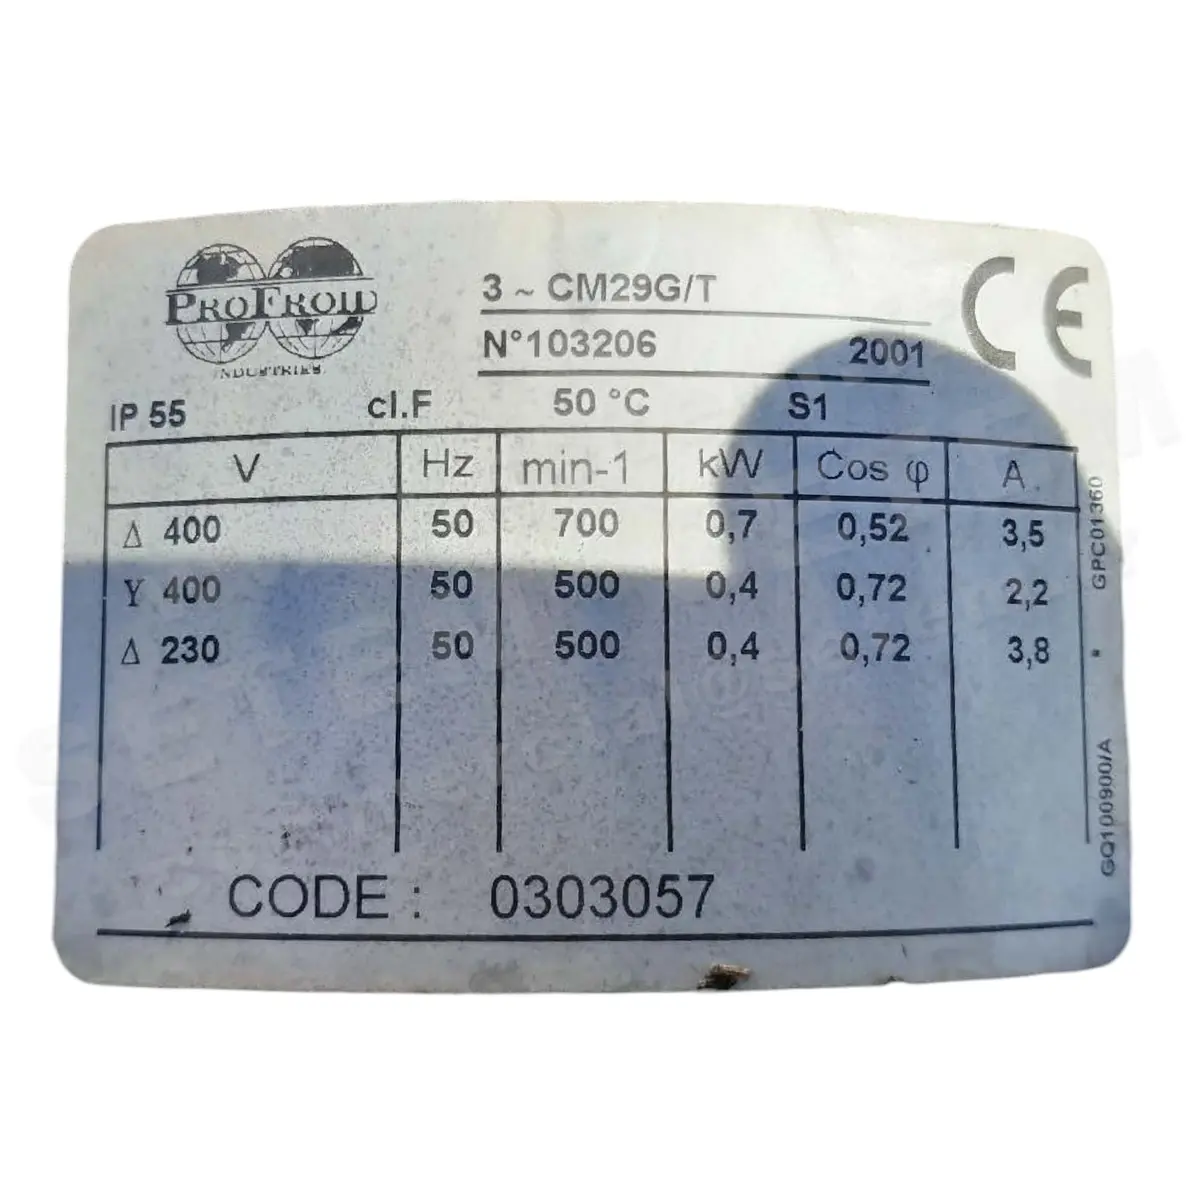 PROFROID
INDUSTRIES
3 ~ CM29G/T
N°103206 2001
IP 55 cl.F 50 °C S1
V Hz min-1 kW Cos φ A
Δ 400 50 700 0,7 0,52 3,5
Y 400 50 500 0,4 0,72 2,2
Δ 230 50 500 0,4 0,72 3,8
CODE : 0303057
GQ100900/A * GPC01360
CE